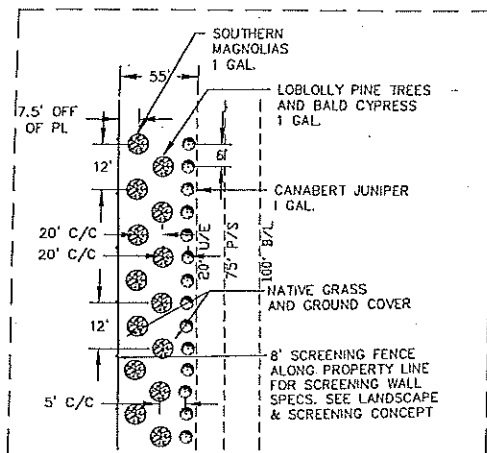 SOUTHERN
MAGNOLIAS
1 GAL.
55'
LOBLOLLY PINE TREES
AND BALD CYPRESS
1 GAL.
7.5' OFF
OF PL
6'
12'
CANABERT JUNIPER
1 GAL.
20' C/C
20' C/C
20' U/E
75' P/S
100' B/L
NATIVE GRASS
AND GROUND COVER
12'
8' SCREENING FENCE
ALONG PROPERTY LINE
FOR SCREENING WALL
SPECS. SEE LANDSCAPE
& SCREENING CONCEPT
5' C/C